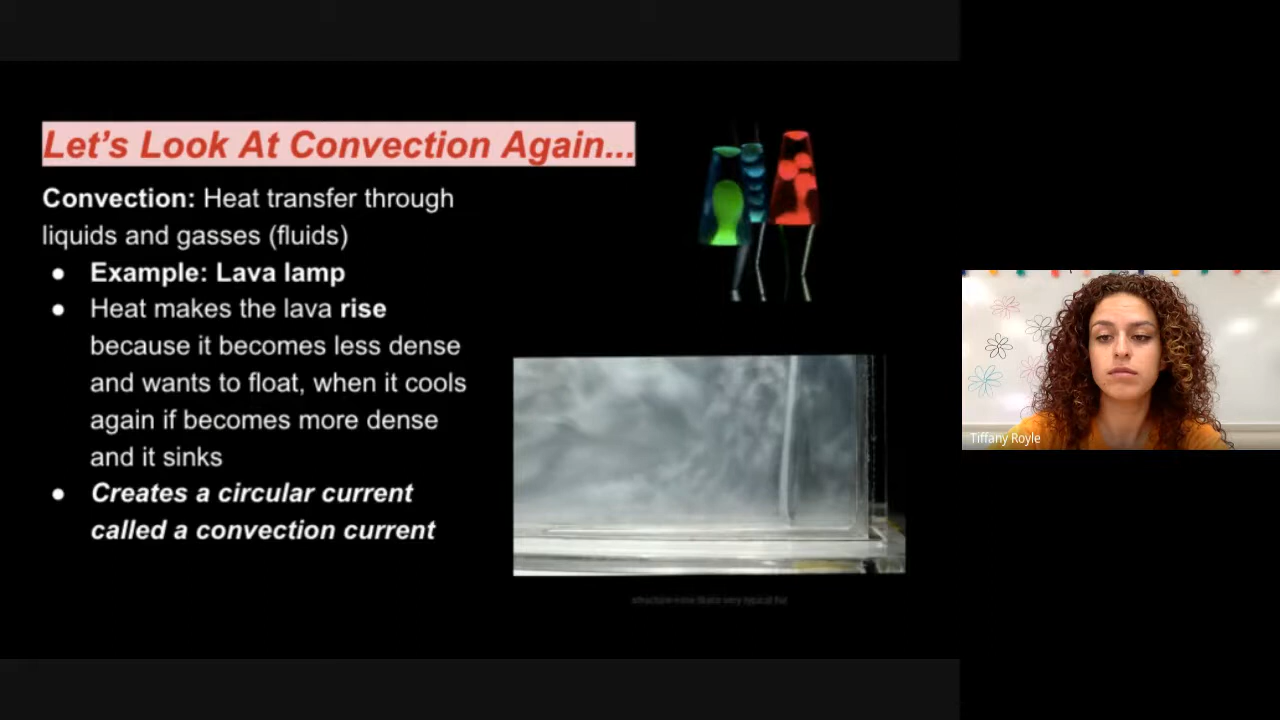 Let's Look At Convection Again...
Convection: Heat transfer through
liquids and gasses (fluids)
● Example: Lava lamp
● Heat makes the lava rise
because it becomes less dense
and wants to float, when it cools
again if becomes more dense
and it sinks
● Creates a circular current
called a convection current
Tiffany Royle